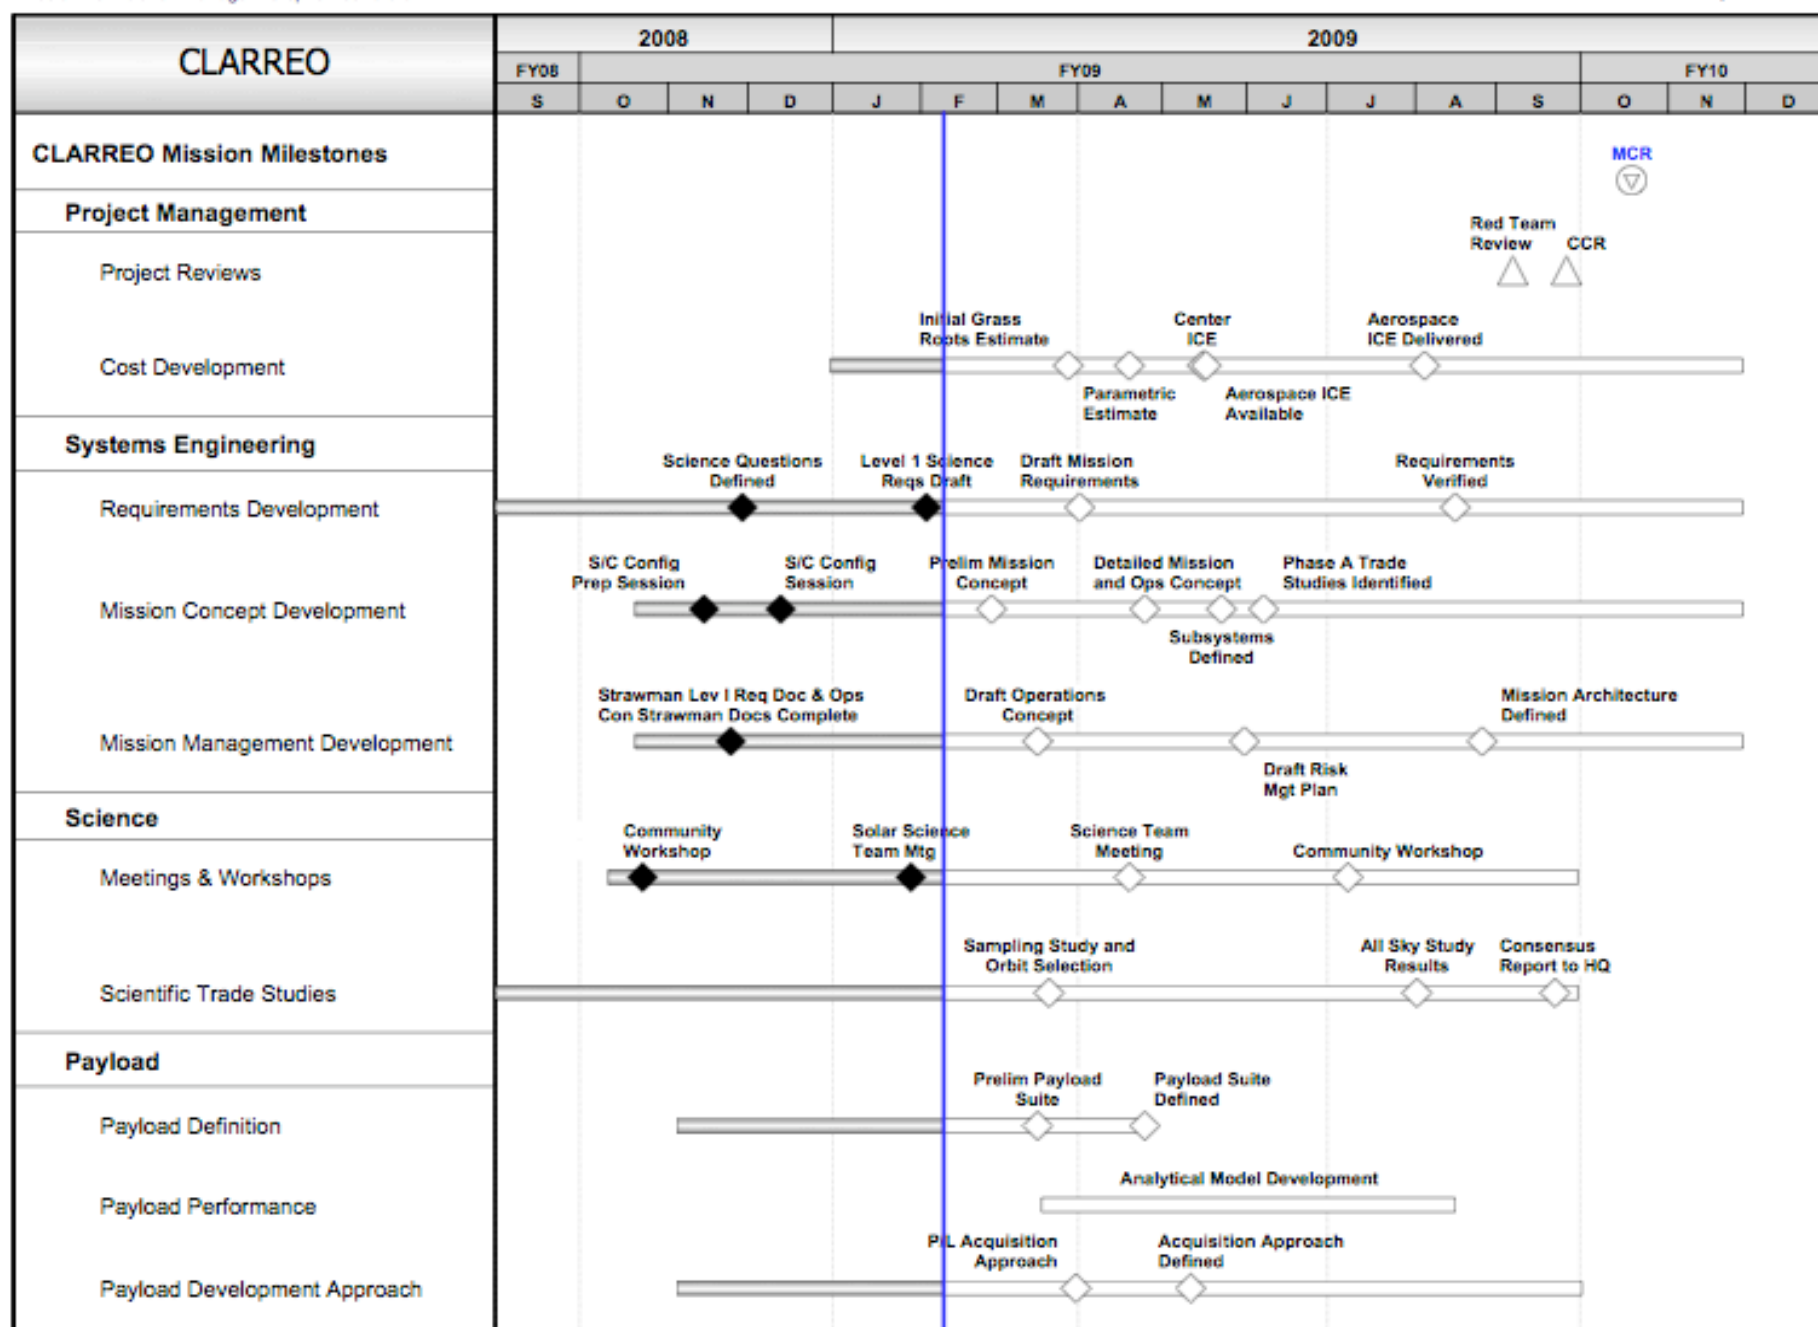 CLARREO
2008 2009
FY08 FY09 FY10
S O N D J F M A M J J A S O N D
CLARREO Mission Milestones
MCR
Project Management
Red Team
Review CCR
Project Reviews
Initial Grass
Roots Estimate
Center
ICE
Aerospace
ICE Delivered
Cost Development
Parametric
Estimate
Aerospace ICE
Available
Systems Engineering
Science Questions
Defined
Level 1 Science
Reqs Draft
Draft Mission
Requirements
Requirements
Verified
Requirements Development
S/C Config
Prep Session
S/C Config
Session
Prelim Mission
Concept
Detailed Mission
and Ops Concept
Phase A Trade
Studies Identified
Mission Concept Development
Subsystems
Defined
Strawman Lev I Req Doc & Ops
Con Strawman Docs Complete
Draft Operations
Concept
Mission Architecture
Defined
Mission Management Development
Draft Risk
Mgt Plan
Science
Community
Workshop
Solar Science
Team Mtg
Science Team
Meeting
Community Workshop
Meetings & Workshops
Sampling Study and
Orbit Selection
All Sky Study
Results
Consensus
Report to HQ
Scientific Trade Studies
Payload
Prelim Payload
Suite
Payload Suite
Defined
Payload Definition
Analytical Model Development
Payload Performance
P/L Acquisition
Approach
Acquisition Approach
Defined
Payload Development Approach